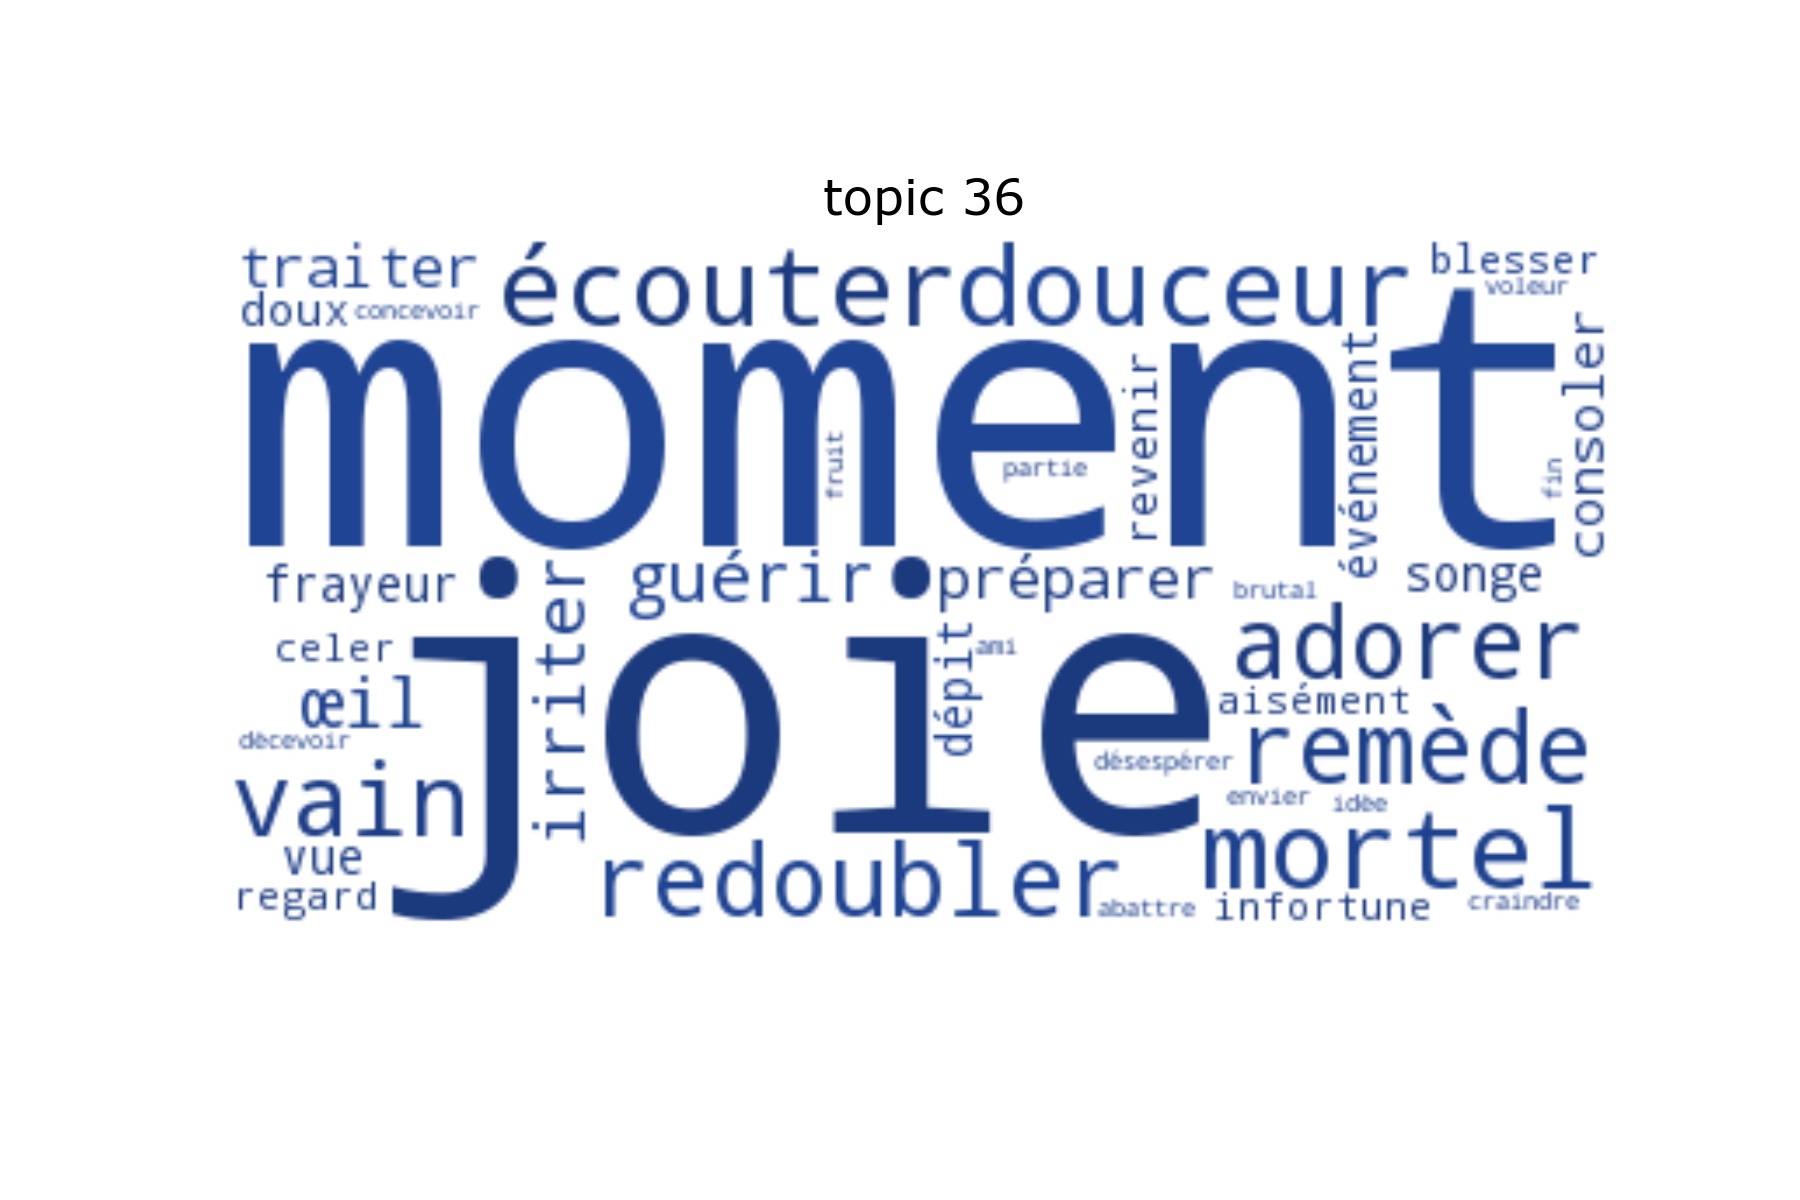 topic 36
traiter
écouter
douceur
blesser
voleur
doux
concevoir
moment
consoler
revenir
événement
fruit
partie
fin
frayeur
guérir
préparer
brutal
songe
irriter
joie
celer
dépit
ami
adorer
œil
aisément
décevoir
remède
désespérer
vain
envier
idée
mortel
vue
redoubler
regard
abattre
infortune
craindre